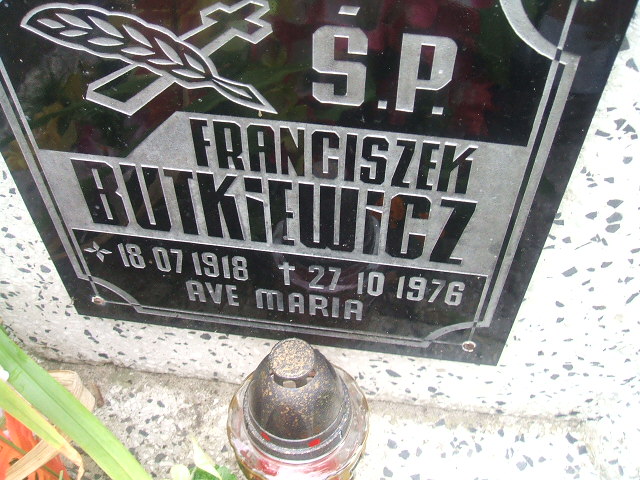 Ś.P.
FRANCISZEK
BUTKiEWiCZ
18.07 1918 † 27 10 1976
AVE MARIA